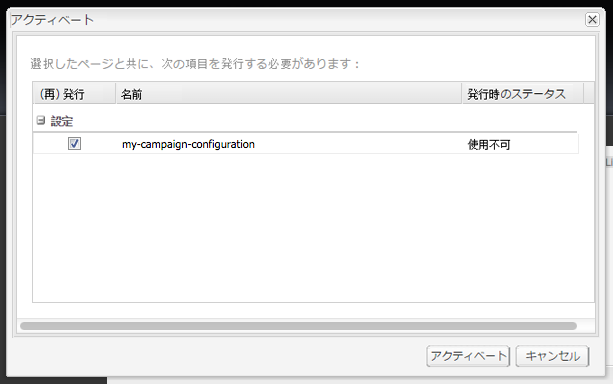 アクティベート
選択したページと共に、次の項目を発行する必要があります：
(再) 発行 名前 発行時のステータス
設定
my-campaign-configuration 使用不可
アクティベート キャンセル